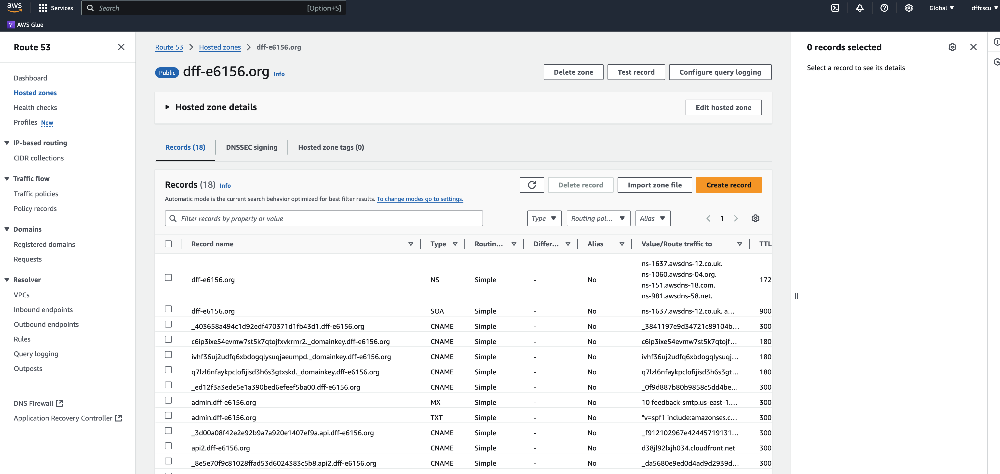 aws
Services
Search
[Option+S]
Global
dffcscu
AWS Glue
Route 53
Dashboard
Hosted zones
Health checks
Profiles New
IP-based routing
CIDR collections
Traffic flow
Traffic policies
Policy records
Domains
Registered domains
Requests
Resolver
VPCs
Inbound endpoints
Outbound endpoints
Rules
Query logging
Outposts
DNS Firewall
Application Recovery Controller
Route 53 > Hosted zones > dff-e6156.org
Public dff-e6156.org Info
Delete zone
Test record
Configure query logging
Hosted zone details
Edit hosted zone
Records (18)
DNSSEC signing
Hosted zone tags (0)
Records (18) Info
Delete record
Import zone file
Create record
Automatic mode is the current search behavior optimized for best filter results. To change modes go to settings.
Filter records by property or value
Type
Routing pol...
Alias
1
Record name Type Routin... Differ... Alias Value/Route traffic to TTL
ns-1637.awsdns-12.co.uk.
ns-1060.awsdns-04.org.
dff-e6156.org NS Simple - No 172
ns-151.awsdns-18.com.
ns-981.awsdns-58.net.
dff-e6156.org SOA Simple - No ns-1637.awsdns-12.co.uk. a... 900
_403658a494c1d92edf470371d1fb43d1.dff-e6156.org CNAME Simple - No _3841197e9d34721c89104b... 300
c6ip3ixe54evmw7st5k7qtojfxvkrmr2._domainkey.dff-e6156.org CNAME Simple - No c6ip3ixe54evmw7st5k7qtojf... 180
ivhf36uj2udfq6xbdogqlysuqjaeumpd._domainkey.dff-e6156.org CNAME Simple - No ivhf36uj2udfq6xbdogqlysuqj... 180
q7lzl6nfaykpclofijisd3h6s3gtxskd._domainkey.dff-e6156.org CNAME Simple - No q7lzl6nfaykpclofijisd3h6s3gt... 180
_ed12f3a3ede5e1a390bed6efeef5ba00.dff-e6156.org CNAME Simple - No _0f9d887b80b9858c5dd4be... 300
admin.dff-e6156.org MX Simple - No 10 feedback-smtp.us-east-1.... 300
admin.dff-e6156.org TXT Simple - No "v=spf1 include:amazonses.c... 300
_3d00a08f42e2e92b9a7a920e1407ef9a.api.dff-e6156.org CNAME Simple - No _f912102967e42445719131... 300
api2.dff-e6156.org CNAME Simple - No d38jl92lxjh034.cloudfront.net 300
_8e5e70f9c81028ffad53d6024383c5b8.api2.dff-e6156.org CNAME Simple - No _da5680e9ed0d4ad9d2939d... 300
0 records selected
Select a record to see its details